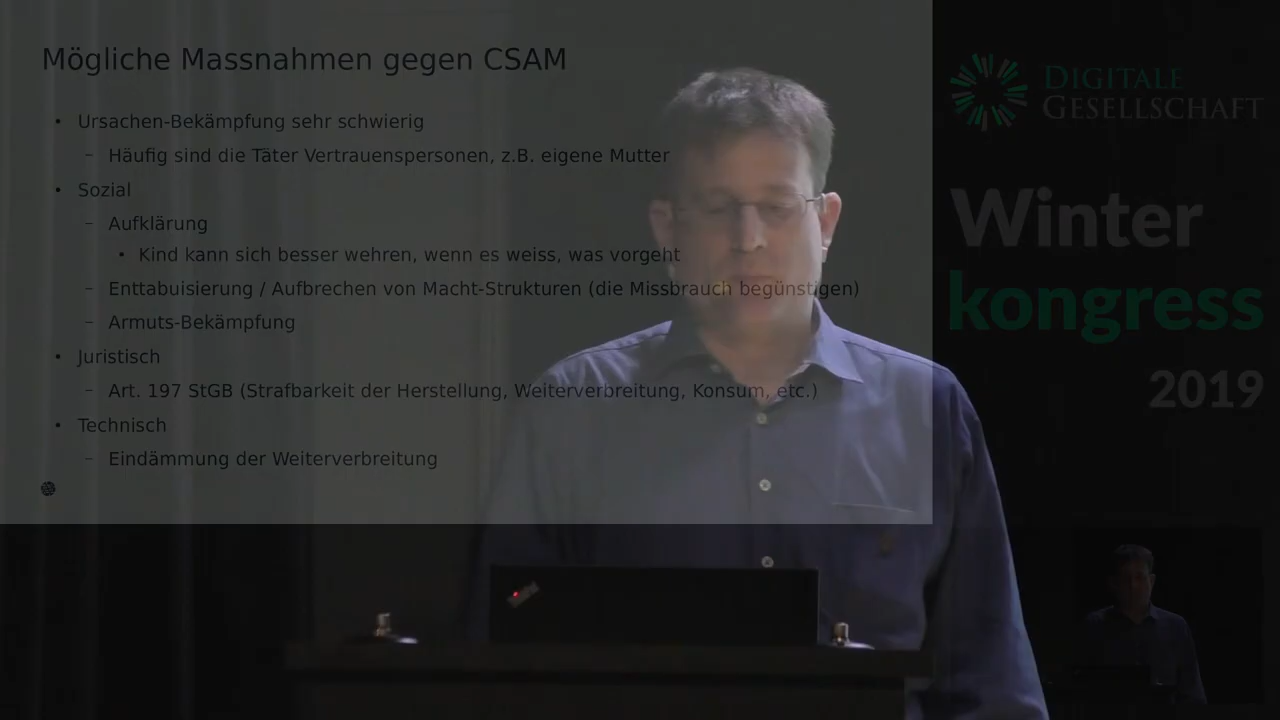 Mögliche Massnahmen gegen CSAM
• Ursachen-Bekämpfung sehr schwierig
– Häufig sind die Täter Vertrauenspersonen, z.B. eigene Mutter
• Sozial
– Aufklärung
• Kind kann sich besser wehren, wenn es weiss, was vorgeht
– Enttabuisierung / Aufbrechen von Macht-Strukturen (die Missbrauch begünstigen)
– Armuts-Bekämpfung
• Juristisch
– Art. 197 StGB (Strafbarkeit der Herstellung, Weiterverbreitung, Konsum, etc.)
• Technisch
– Eindämmung der Weiterverbreitung
DIGITALE
GESELLSCHAFT
Winter
kongress
2019